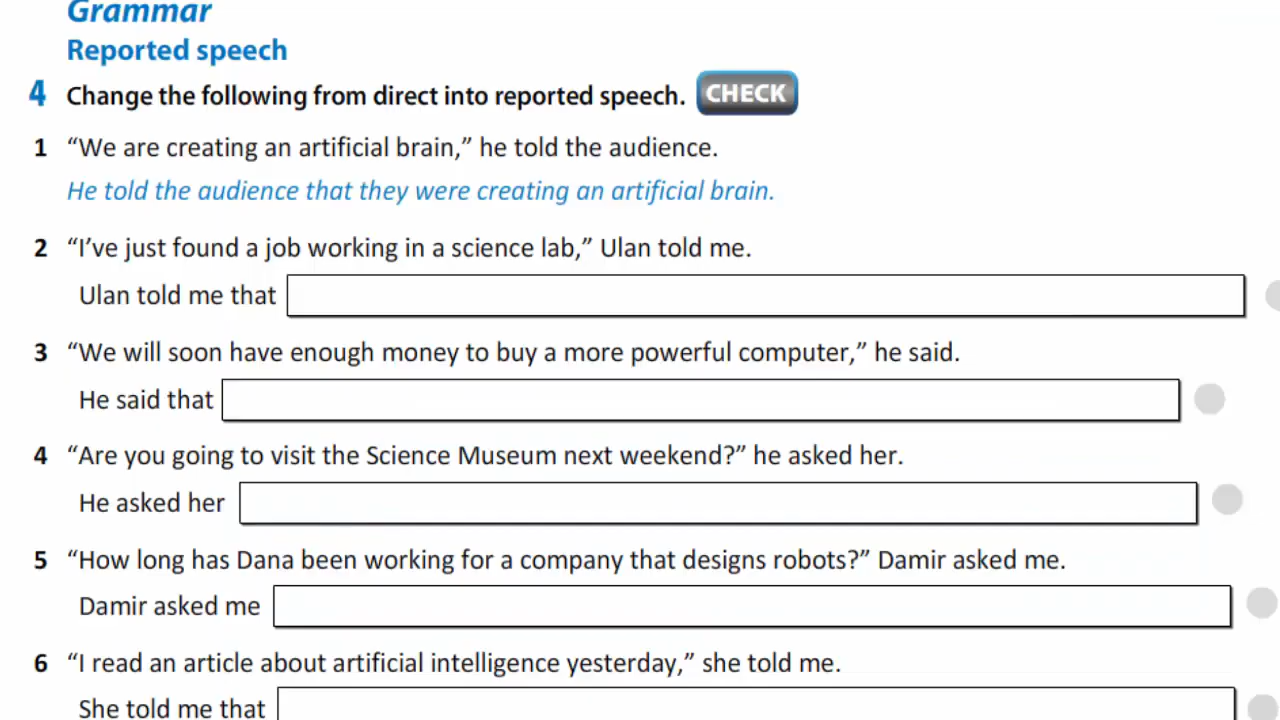 Grammar
Reported speech
4 Change the following from direct into reported speech. CHECK
1 “We are creating an artificial brain,” he told the audience.
He told the audience that they were creating an artificial brain.
2 “I’ve just found a job working in a science lab,” Ulan told me.
Ulan told me that
3 “We will soon have enough money to buy a more powerful computer,” he said.
He said that
4 “Are you going to visit the Science Museum next weekend?” he asked her.
He asked her
5 “How long has Dana been working for a company that designs robots?” Damir asked me.
Damir asked me
6 “I read an article about artificial intelligence yesterday,” she told me.
She told me that